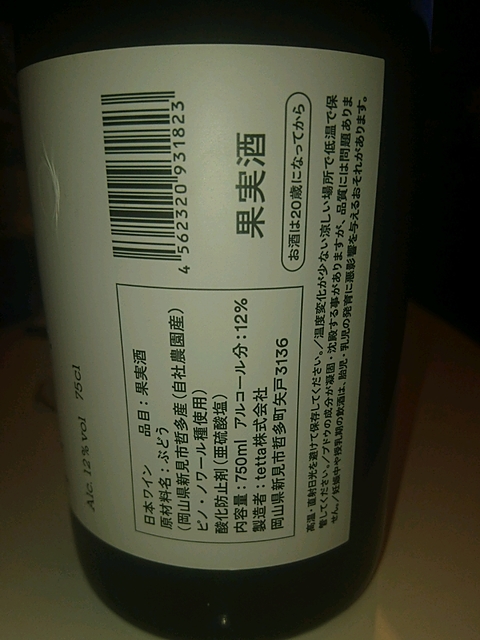 Alc. 12% vol 75cl
4 562320 931823
果実酒
お酒は20歳になってから
日本ワイン 品目:果実酒
原材料名:ぶどう
(岡山県新見市哲多産(自社農園産)
ピノ・ノワール種使用)
酸化防止剤(亜硫酸塩)
内容量:750ml アルコール分:12%
製造者:tetta株式会社
岡山県新見市哲多町矢戸3136
高温・直射日光を避けて保存してください。/温度変化が少ない涼しい場所で低温で保
管してください。/ブドウの成分が凝固・沈殿する事がありますが、品質には問題ありま
せん。/妊娠中や授乳期の飲酒は、胎児・乳児の発育に悪影響を与えるおそれがあります。